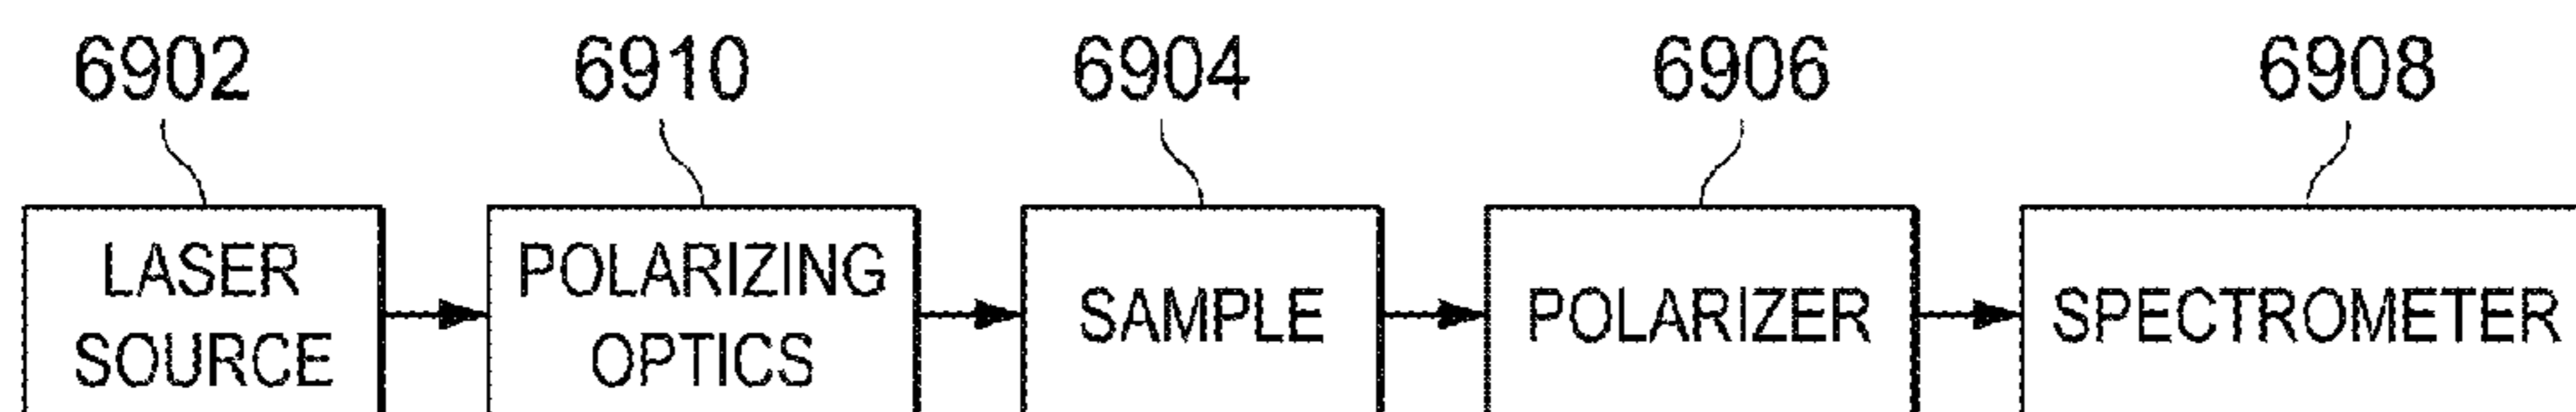 6902 6910 6904 6906 6908
LASER SOURCE
POLARIZING OPTICS
SAMPLE
POLARIZER
SPECTROMETER